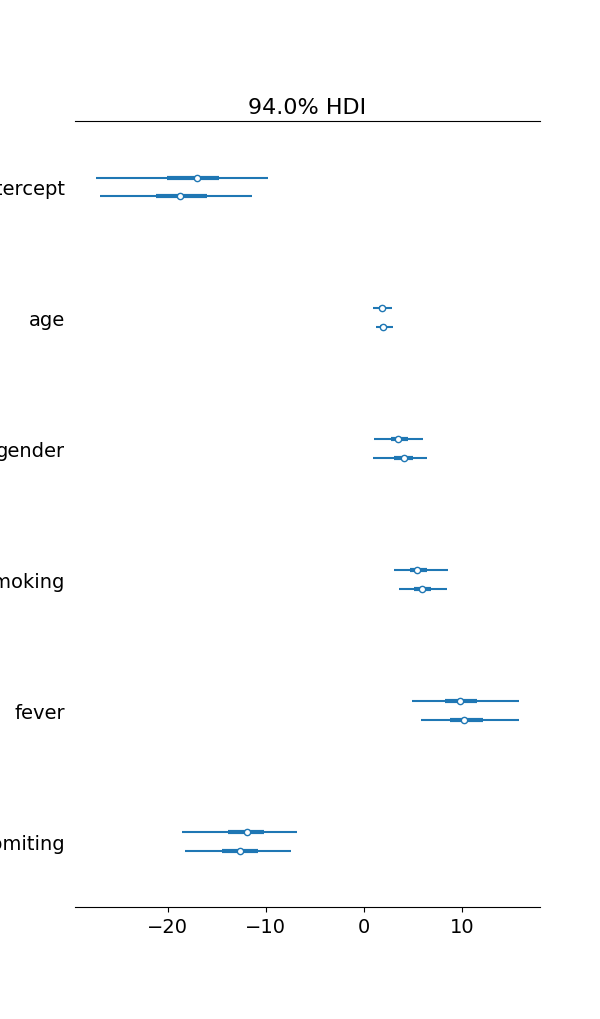 94.0% HDI
tercept
age
gender
moking
fever
omiting
−20 −10 0 10